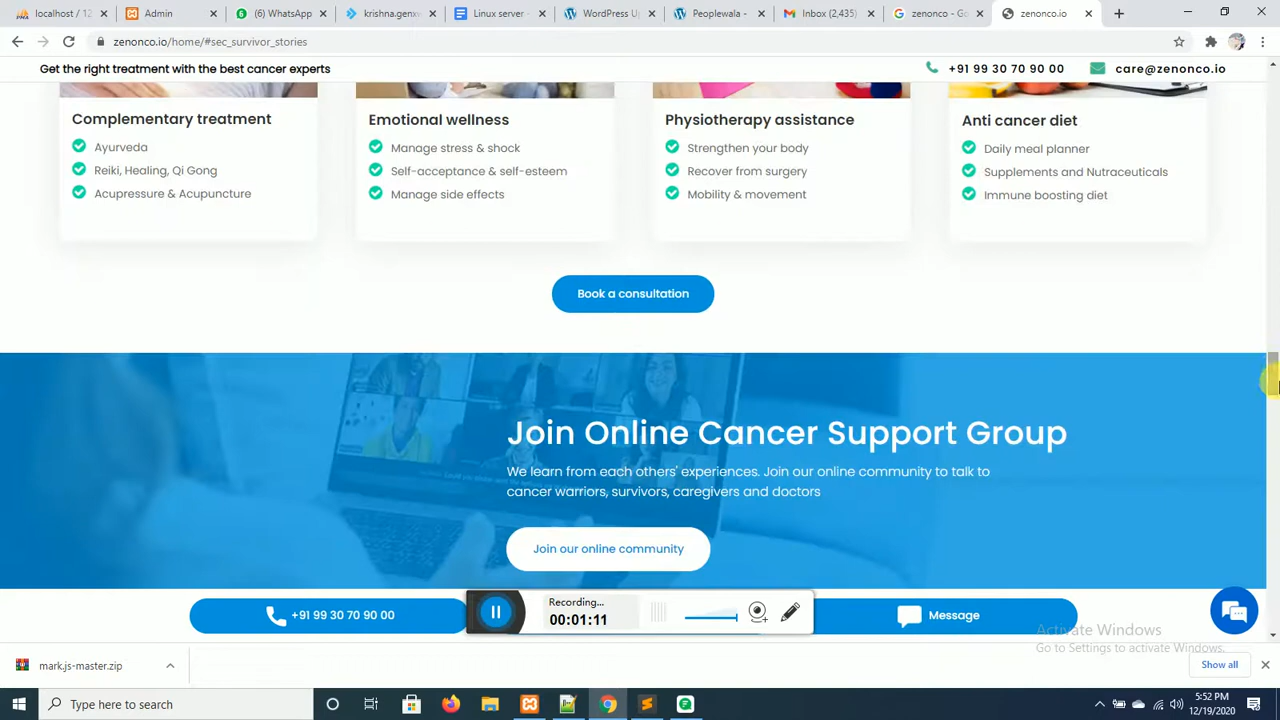 localhost / 12
Admin
(6) WhatsApp
krishna.genxe
Linux server -
WordPress Up
Peoplewala –
Inbox (2,435)
zenonco - Go
zenonco.io
zenonco.io/home/#sec_survivor_stories
Get the right treatment with the best cancer experts
+91 99 30 70 90 00
care@zenonco.io
Complementary treatment
Ayurveda
Reiki, Healing, Qi Gong
Acupressure & Acupuncture
Emotional wellness
Manage stress & shock
Self-acceptance & self-esteem
Manage side effects
Physiotherapy assistance
Strengthen your body
Recover from surgery
Mobility & movement
Anti cancer diet
Daily meal planner
Supplements and Nutraceuticals
Immune boosting diet
Book a consultation
Join Online Cancer Support Group
We learn from each others' experiences. Join our online community to talk to
cancer warriors, survivors, caregivers and doctors
Join our online community
+91 99 30 70 90 00
Recording...
00:01:11
Message
Activate Windows
Go to Settings to activate Windows.
mark.js-master.zip
Show all
Type here to search
5:52 PM
12/19/2020